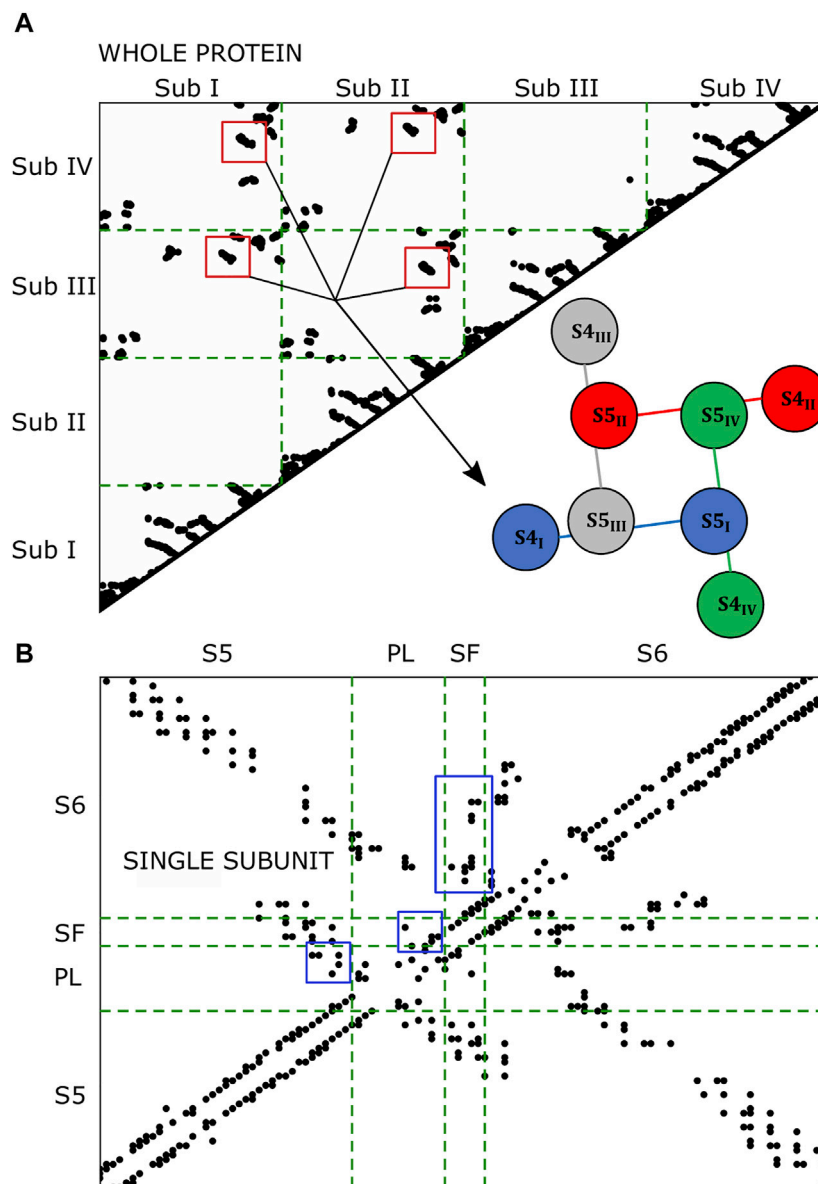 A
WHOLE PROTEIN
Sub I Sub II Sub III Sub IV
Sub IV
Sub III
Sub II
Sub I
S4III
S5II S5IV S4II
S4I S5III S5I
S4IV
B
S5 PL SF S6
S6
SINGLE SUBUNIT
SF
PL
S5